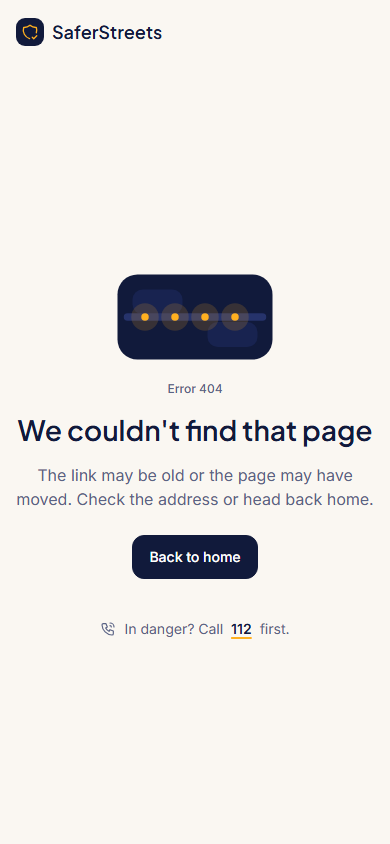 SaferStreets
Error 404
We couldn't find that page
The link may be old or the page may have
moved. Check the address or head back home.
Back to home
In danger? Call 112 first.